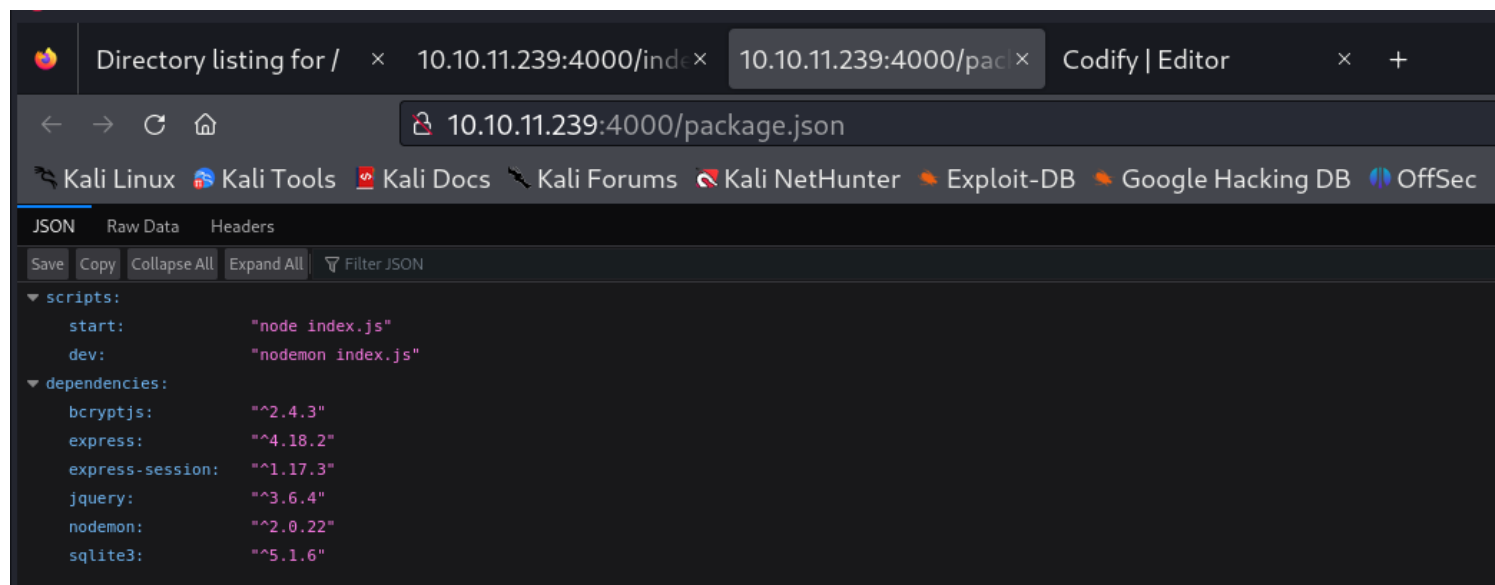 Directory listing for / × 10.10.11.239:4000/inde × 10.10.11.239:4000/pac × Codify | Editor × +
10.10.11.239:4000/package.json
Kali Linux Kali Tools Kali Docs Kali Forums Kali NetHunter Exploit-DB Google Hacking DB OffSec
JSON Raw Data Headers
Save Copy Collapse All Expand All Filter JSON
scripts:
start: "node index.js"
dev: "nodemon index.js"
dependencies:
bcryptjs: "^2.4.3"
express: "^4.18.2"
express-session: "^1.17.3"
jquery: "^3.6.4"
nodemon: "^2.0.22"
sqlite3: "^5.1.6"